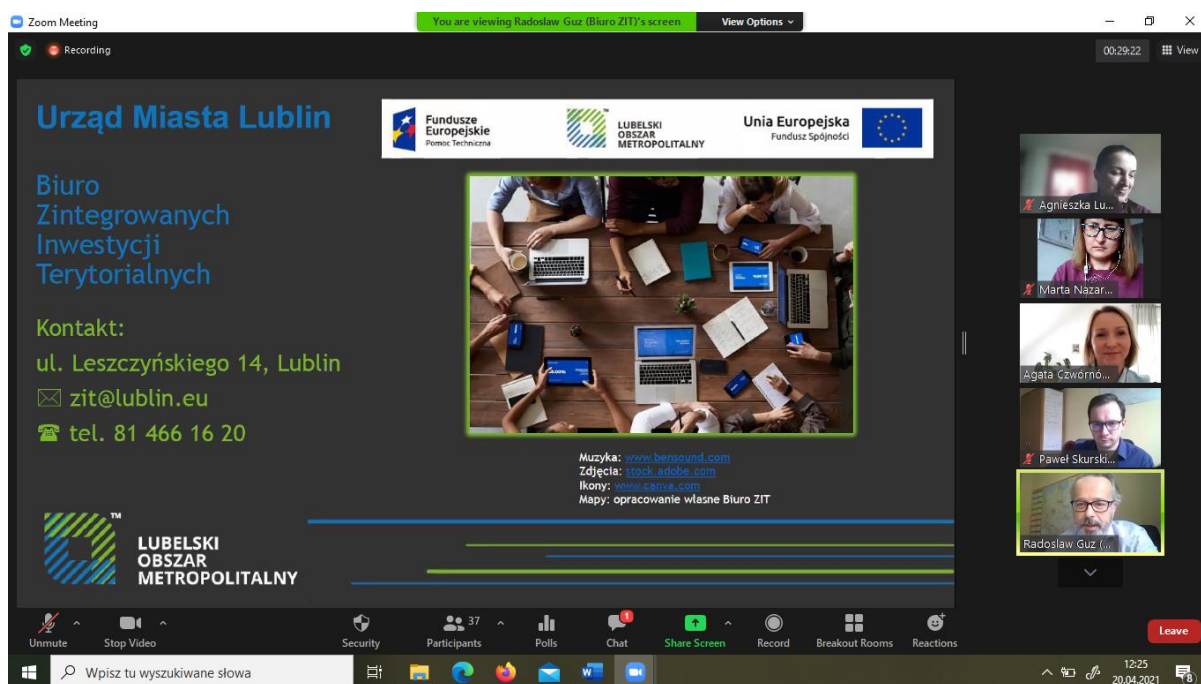 Zoom Meeting
You are viewing Radoslaw Guz (Biuro ZIT)'s screen
View Options
Recording
00:29:22
View
Urząd Miasta Lublin
Biuro
Zintegrowanych
Inwestycji
Terytorialnych
Kontakt:
ul. Leszczyńskiego 14, Lublin
zit@lublin.eu
tel. 81 466 16 20
Fundusze
Europejskie
Pomoc Techniczna
LUBELSKI
OBSZAR
METROPOLITALNY
Unia Europejska
Fundusz Spójności
Muzyka: www.bensound.com
Zdjęcia: stock.adobe.com
Ikony: www.canva.com
Mapy: opracowanie własne Biuro ZIT
TM
LUBELSKI
OBSZAR
METROPOLITALNY
Agnieszka Lu...
Marta Nazar...
Agata Czwórnó...
Paweł Skurski...
Radoslaw Guz (...
Unmute
Stop Video
Security
37
Participants
Polls
1
Chat
Share Screen
Record
Breakout Rooms
Reactions
Leave
Wpisz tu wyszukiwane słowa
12:25
20.04.2021
8